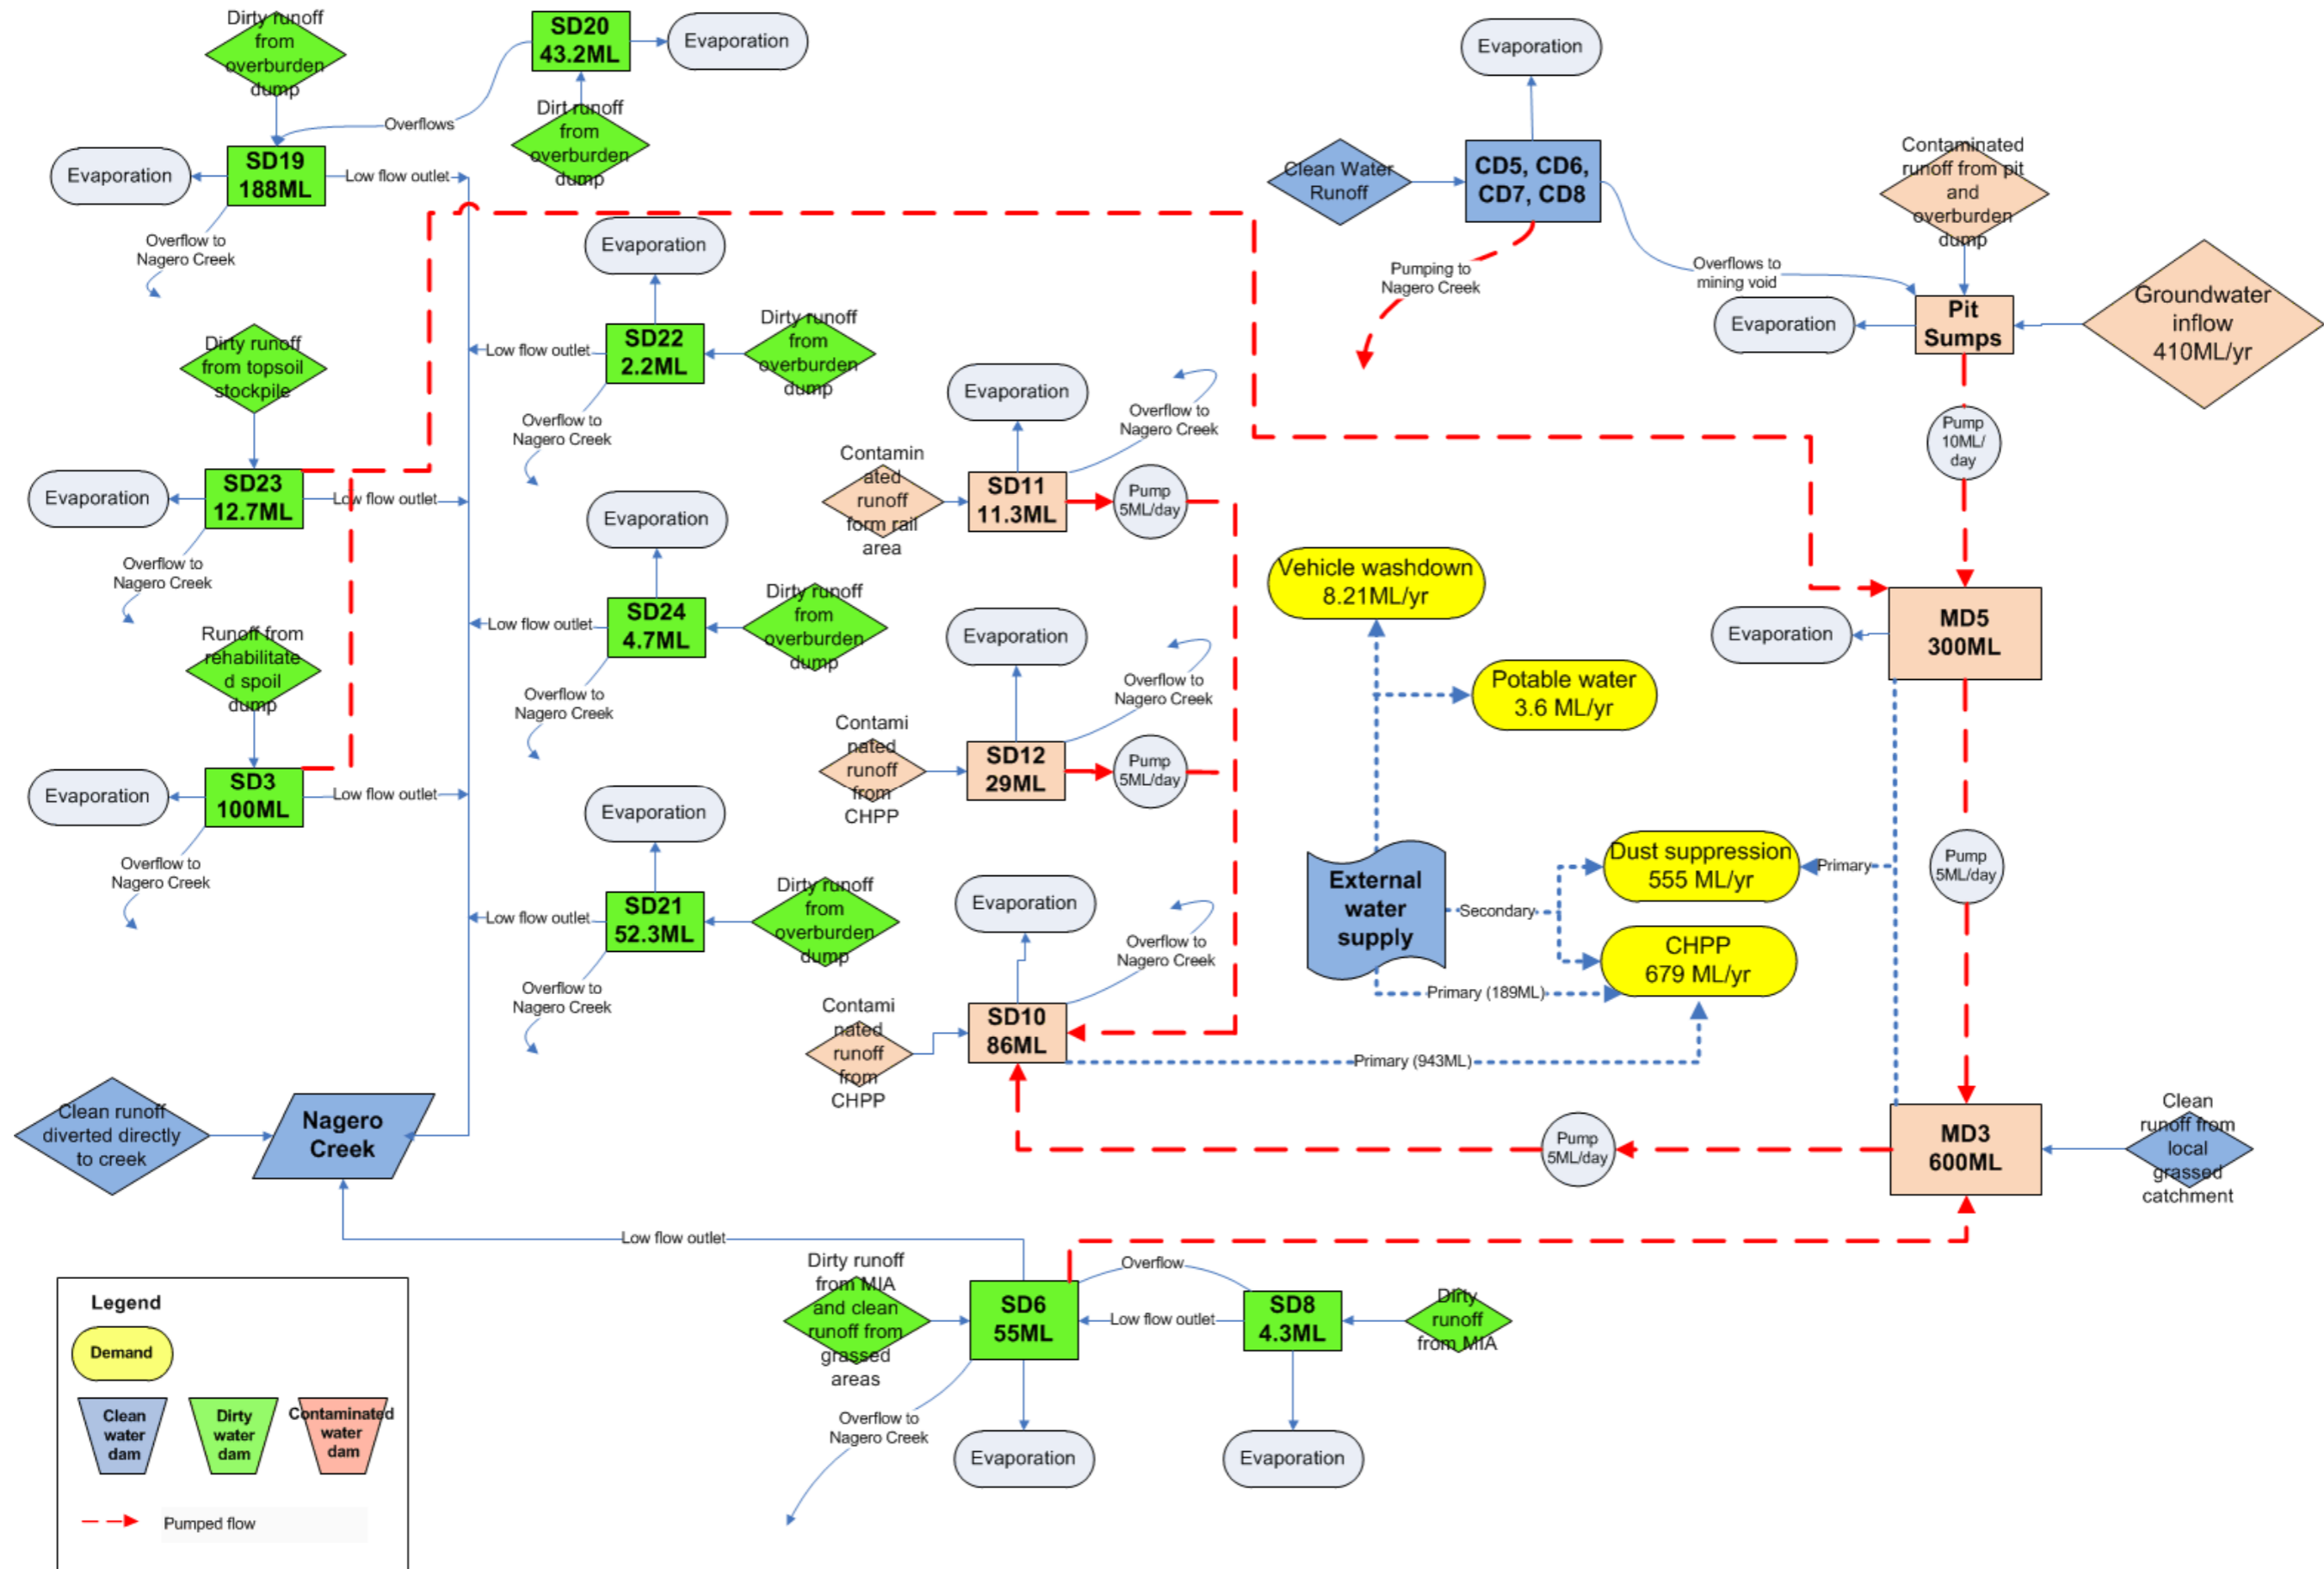 Dirty runoff
from
overburden
dump
SD20
43.2ML
Evaporation
Dirt runoff
from
overburden
dump
Overflows
SD19
188ML
Evaporation
Low flow outlet
Overflow to
Nagero Creek
Evaporation
Clean Water
Runoff
CD5, CD6,
CD7, CD8
Pumping to
Nagero Creek
Overflows to
mining void
Contaminated
runoff from pit
and
overburden
dump
Evaporation
Pit
Sumps
Groundwater
inflow
410ML/yr
Pump
10ML/
day
Evaporation
SD22
2.2ML
Low flow outlet
Dirty runoff
from
overburden
dump
Overflow to
Nagero Creek
Dirty runoff
from topsoil
stockpile
Evaporation
SD23
12.7ML
Low flow outlet
Overflow to
Nagero Creek
Evaporation
Contamin
ated
runoff
form rail
area
SD11
11.3ML
Pump
5ML/day
Overflow to
Nagero Creek
Evaporation
SD24
4.7ML
Low flow outlet
Dirty runoff
from
overburden
dump
Overflow to
Nagero Creek
Runoff from
rehabilitate
d spoil
dump
Evaporation
SD3
100ML
Low flow outlet
Overflow to
Nagero Creek
Evaporation
Contami
nated
runoff
from
CHPP
SD12
29ML
Pump
5ML/day
Overflow to
Nagero Creek
Vehicle washdown
8.21ML/yr
Potable water
3.6 ML/yr
Evaporation
MD5
300ML
Evaporation
SD21
52.3ML
Low flow outlet
Dirty runoff
from
overburden
dump
Overflow to
Nagero Creek
Evaporation
Contami
nated
runoff
from
CHPP
SD10
86ML
Overflow to
Nagero Creek
External
water
supply
Secondary
Dust suppression
555 ML/yr
Primary
CHPP
679 ML/yr
Primary (189ML)
Primary (943ML)
Pump
5ML/day
Clean runoff
diverted directly
to creek
Nagero
Creek
Pump
5ML/day
MD3
600ML
Clean
runoff from
local
grassed
catchment
Low flow outlet
Dirty runoff
from MIA
and clean
runoff from
grassed
areas
SD6
55ML
Overflow
Low flow outlet
SD8
4.3ML
Dirty
runoff
from MIA
Overflow to
Nagero Creek
Evaporation
Evaporation
Legend
Demand
Clean
water
dam
Dirty
water
dam
Contaminated
water
dam
Pumped flow